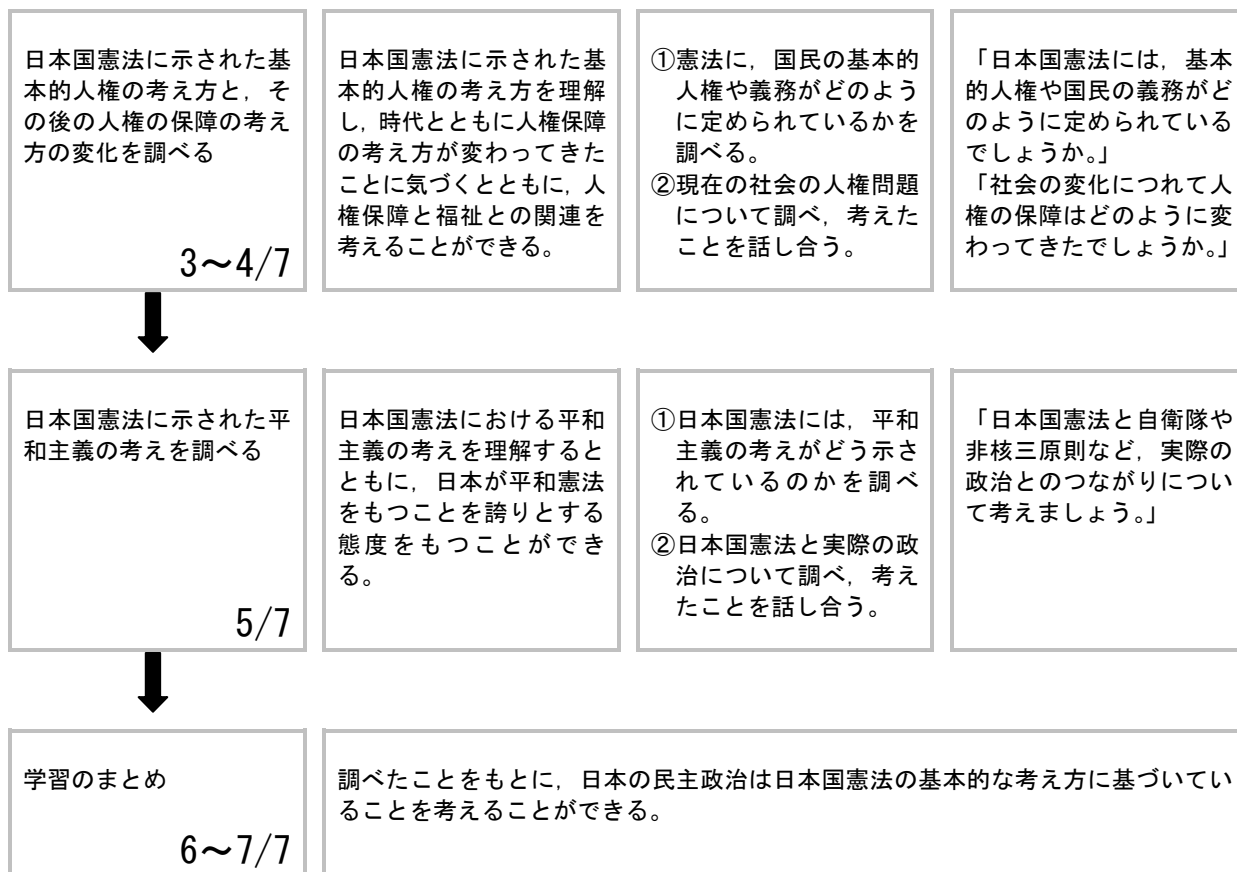 日本国憲法に示された基
本的人権の考え方と，そ
の後の人権の保障の考え
方の変化を調べる
3～4/7
日本国憲法に示された基
本的人権の考え方を理解
し，時代とともに人権保障
の考え方が変わってきた
ことに気づくとともに，人
権保障と福祉との関連を
考えることができる。
①憲法に，国民の基本的
人権や義務がどのよう
に定められているかを
調べる。
②現在の社会の人権問題
について調べ，考えた
ことを話し合う。
「日本国憲法には，基本
的人権や国民の義務がど
のように定められている
でしょうか。」
「社会の変化につれて人
権の保障はどのように変
わってきたでしょうか。」
日本国憲法に示された平
和主義の考えを調べる
5/7
日本国憲法における平和
主義の考えを理解すると
ともに，日本が平和憲法
をもつことを誇りとする
態度をもつことができ
る。
①日本国憲法には，平和
主義の考えがどう示さ
れているのかを調べ
る。
②日本国憲法と実際の政
治について調べ，考え
たことを話し合う。
「日本国憲法と自衛隊や
非核三原則など，実際の
政治とのつながりについ
て考えましょう。」
学習のまとめ
6～7/7
調べたことをもとに，日本の民主政治は日本国憲法の基本的な考え方に基づいてい
ることを考えることができる。